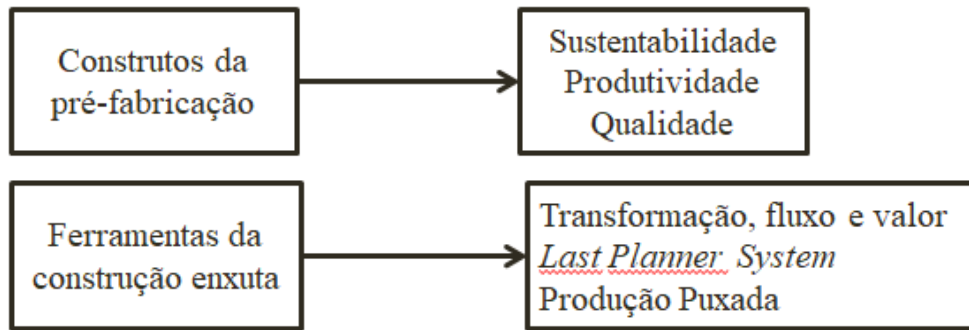 Construtos da
pré-fabricação
Sustentabilidade
Produtividade
Qualidade
Ferramentas da
construção enxuta
Transformação, fluxo e valor
Last Planner System
Produção Puxada